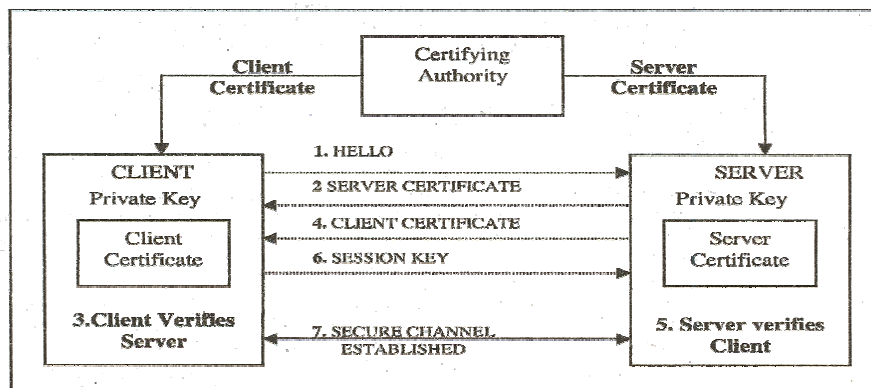 Certifying
Authority
Client
Certificate
Server
Certificate
1. HELLO
CLIENT
Private Key
Client
Certificate
3.Client Verifies
Server
2 SERVER CERTIFICATE
4. CLIENT CERTIFICATE
6. SESSION KEY
7. SECURE CHANNEL
ESTABLISHED
SERVER
Private Key
Server
Certificate
5. Server verifies
Client